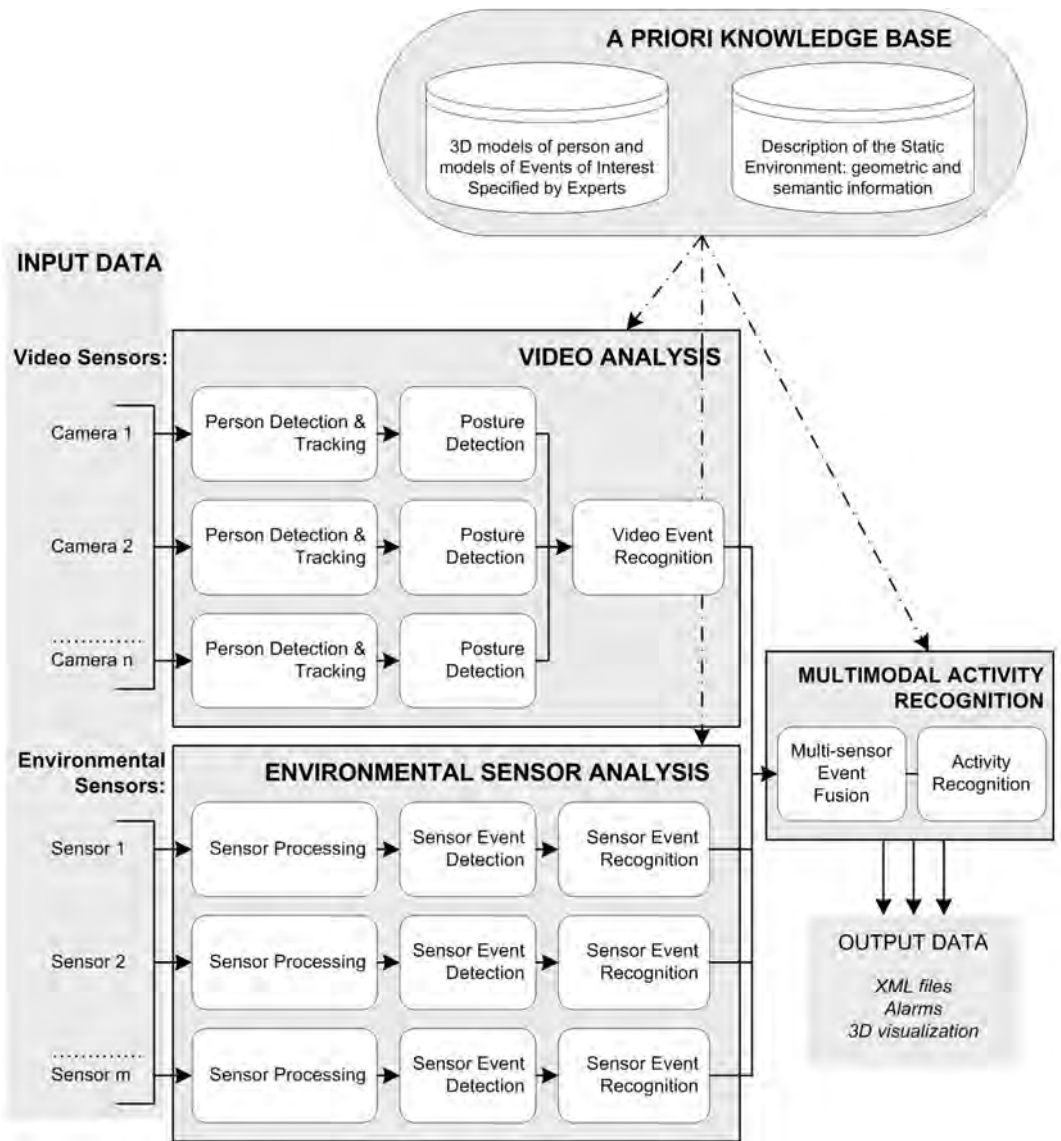 A PRIORI KNOWLEDGE BASE
3D models of person and
models of Events of Interest
Specified by Experts
Description of the Static
Environment: geometric and
semantic information
INPUT DATA
Video Sensors:
Camera 1
Camera 2
Camera n
VIDEO ANALYSIS
Person Detection &
Tracking
Posture
Detection
Person Detection &
Tracking
Posture
Detection
Video Event
Recognition
Person Detection &
Tracking
Posture
Detection
Environmental
Sensors:
Sensor 1
Sensor 2
Sensor m
ENVIRONMENTAL SENSOR ANALYSIS
Sensor Processing
Sensor Event
Detection
Sensor Event
Recognition
Sensor Processing
Sensor Event
Detection
Sensor Event
Recognition
Sensor Processing
Sensor Event
Detection
Sensor Event
Recognition
MULTIMODAL ACTIVITY
RECOGNITION
Multi-sensor
Event
Fusion
Activity
Recognition
OUTPUT DATA
XML files
Alarms
3D visualization